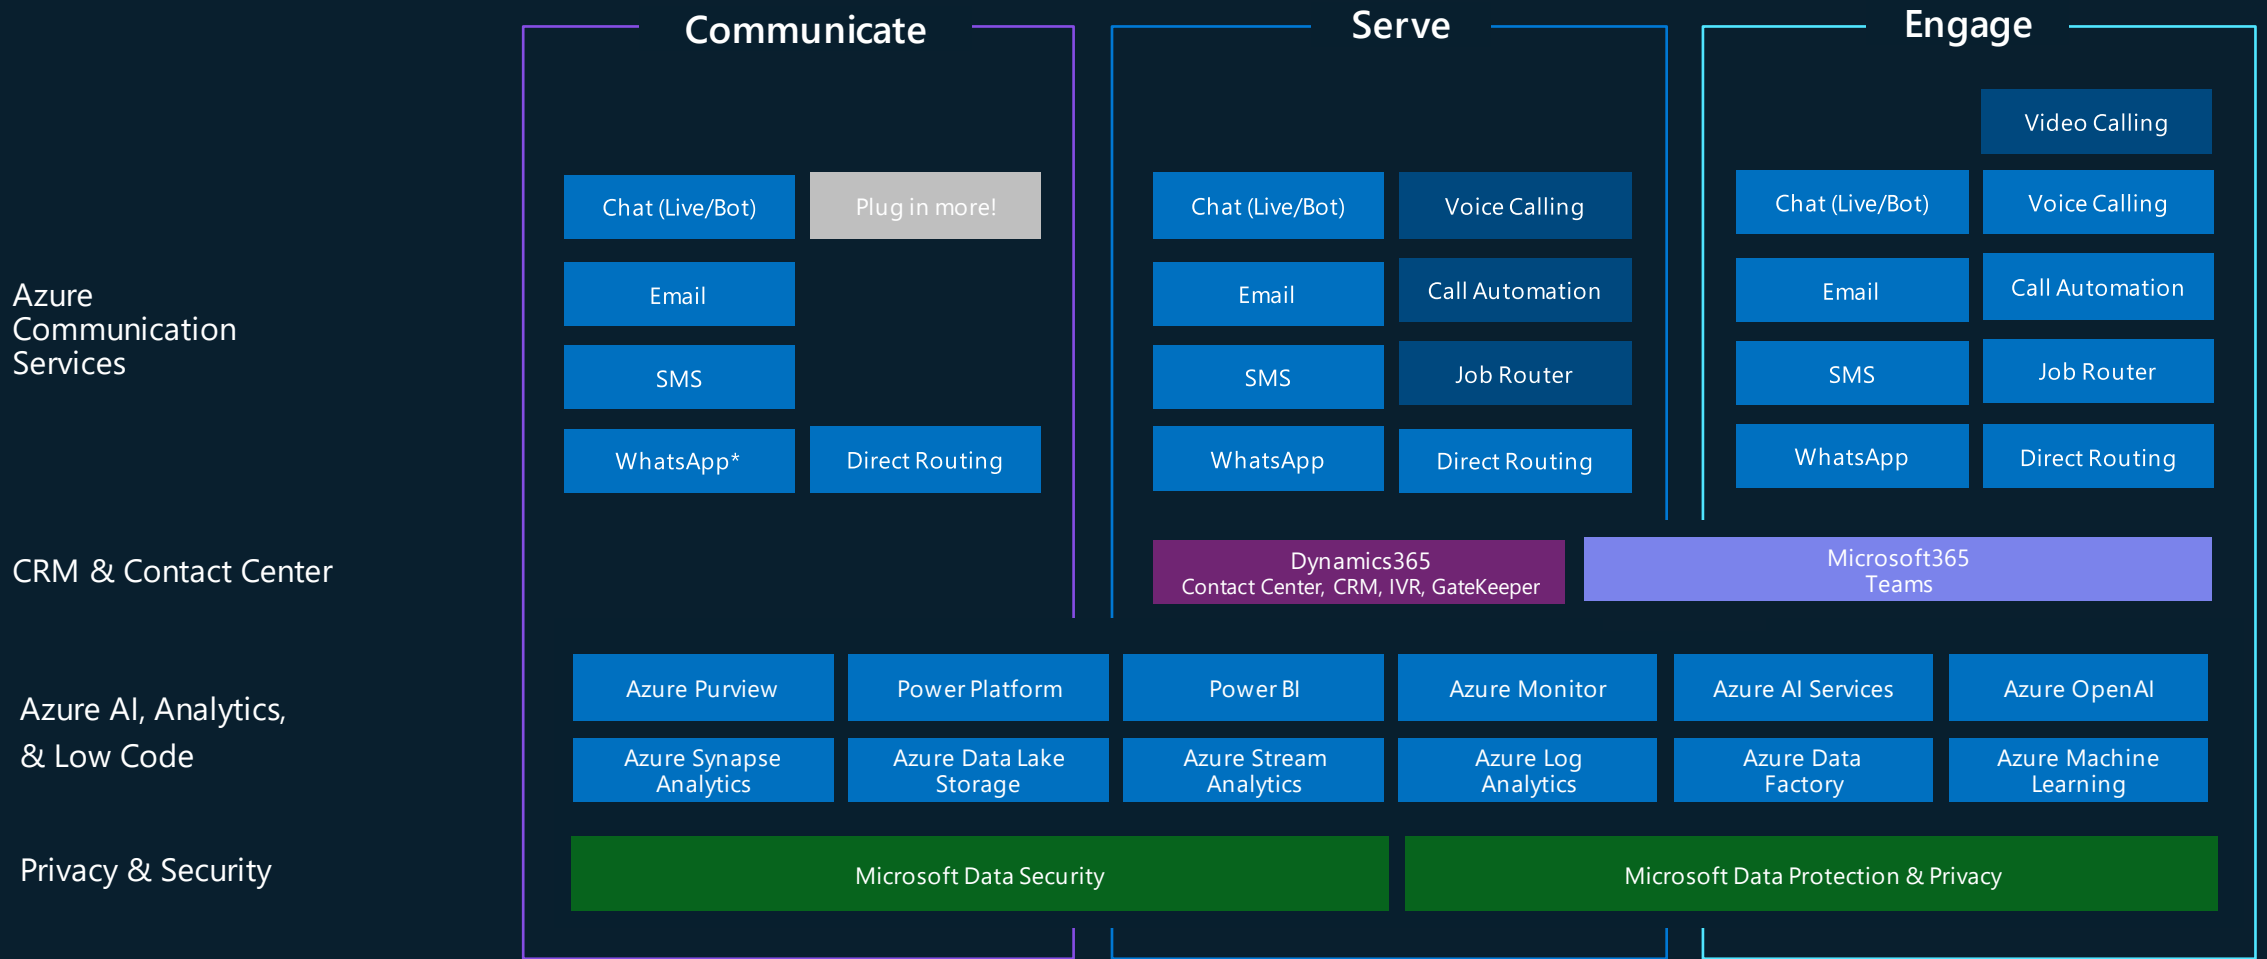 Communicate
Serve
Engage
Azure
Communication
Services
Chat (Live/Bot)
Plug in more!
Email
SMS
WhatsApp*
Direct Routing
Chat (Live/Bot)
Voice Calling
Email
Call Automation
SMS
Job Router
WhatsApp
Direct Routing
Video Calling
Chat (Live/Bot)
Voice Calling
Email
Call Automation
SMS
Job Router
WhatsApp
Direct Routing
CRM & Contact Center
Dynamics365
Contact Center, CRM, IVR, GateKeeper
Microsoft365
Teams
Azure AI, Analytics,
& Low Code
Azure Purview
Power Platform
Power BI
Azure Monitor
Azure AI Services
Azure OpenAI
Azure Synapse
Analytics
Azure Data Lake
Storage
Azure Stream
Analytics
Azure Log
Analytics
Azure Data
Factory
Azure Machine
Learning
Privacy & Security
Microsoft Data Security
Microsoft Data Protection & Privacy